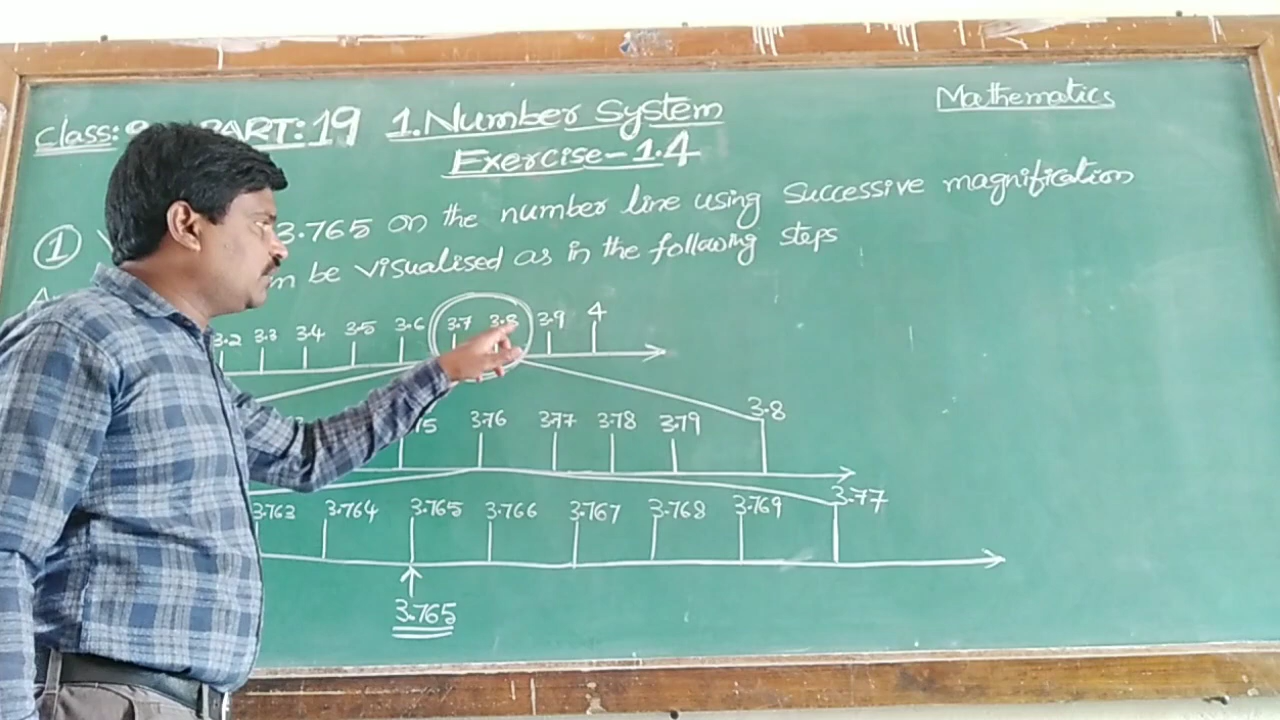 Class: PART: 19 1. Number System Mathematics
Exercise-1.4
① 3.765 on the number line using successive magnification
be visualised as in the following steps
3.2 3.3 3.4 3.5 3.6 3.7 3.8 3.9 4
3.76 3.77 3.78 3.79 3.8
3.763 3.764 3.765 3.766 3.767 3.768 3.769 3.77
3.765